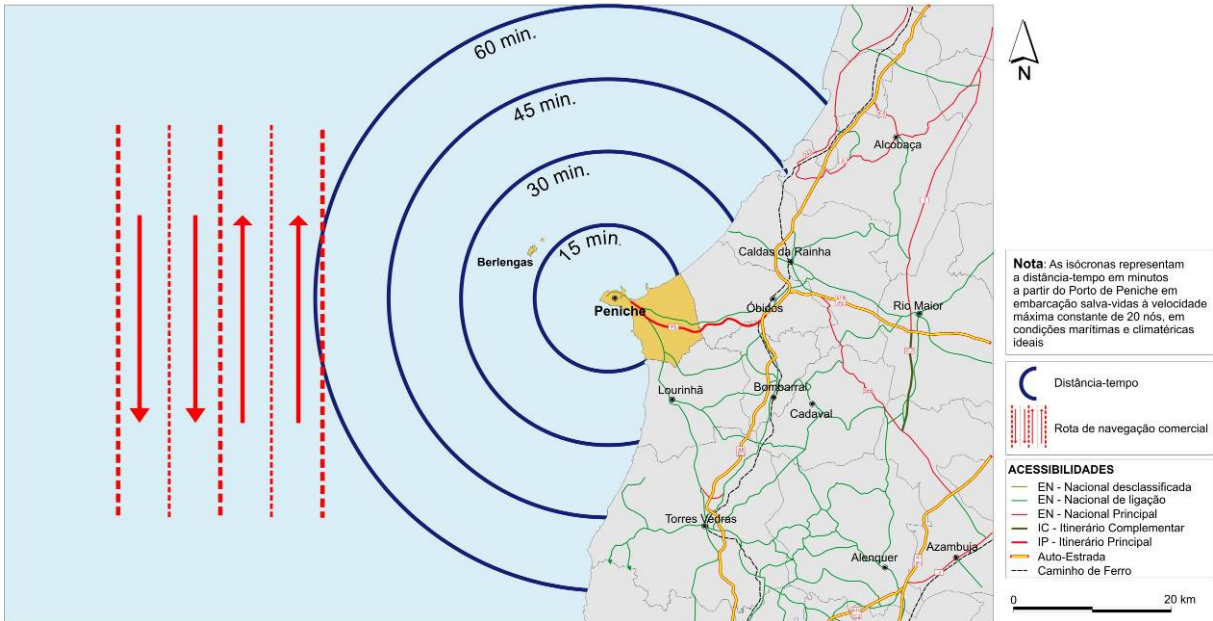 60 min.
45 min.
30 min.
15 min.
Berlengas
Peniche
Alcobaça
Caldas da Rainha
Óbidos
Rio Maior
Lourinhã
Bombarral
Cadaval
Torres Vedras
Alenquer
Azambuja
N
Nota: As isócronas representam
a distância-tempo em minutos
a partir do Porto de Peniche em
embarcação salva-vidas à velocidade
máxima constante de 20 nós, em
condições marítimas e climatéricas
ideais
Distância-tempo
Rota de navegação comercial
ACESSIBILIDADES
EN - Nacional desclassificada
EN - Nacional de ligação
EN - Nacional Principal
IC - Itinerário Complementar
IP - Itinerário Principal
Auto-Estrada
Caminho de Ferro
0 20 km